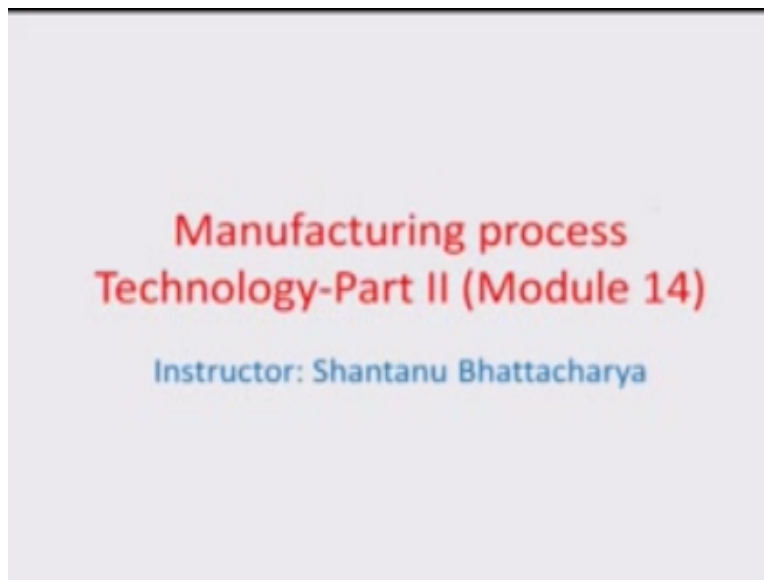 Manufacturing process
Technology-Part II (Module 14)
Instructor: Shantanu Bhattacharya